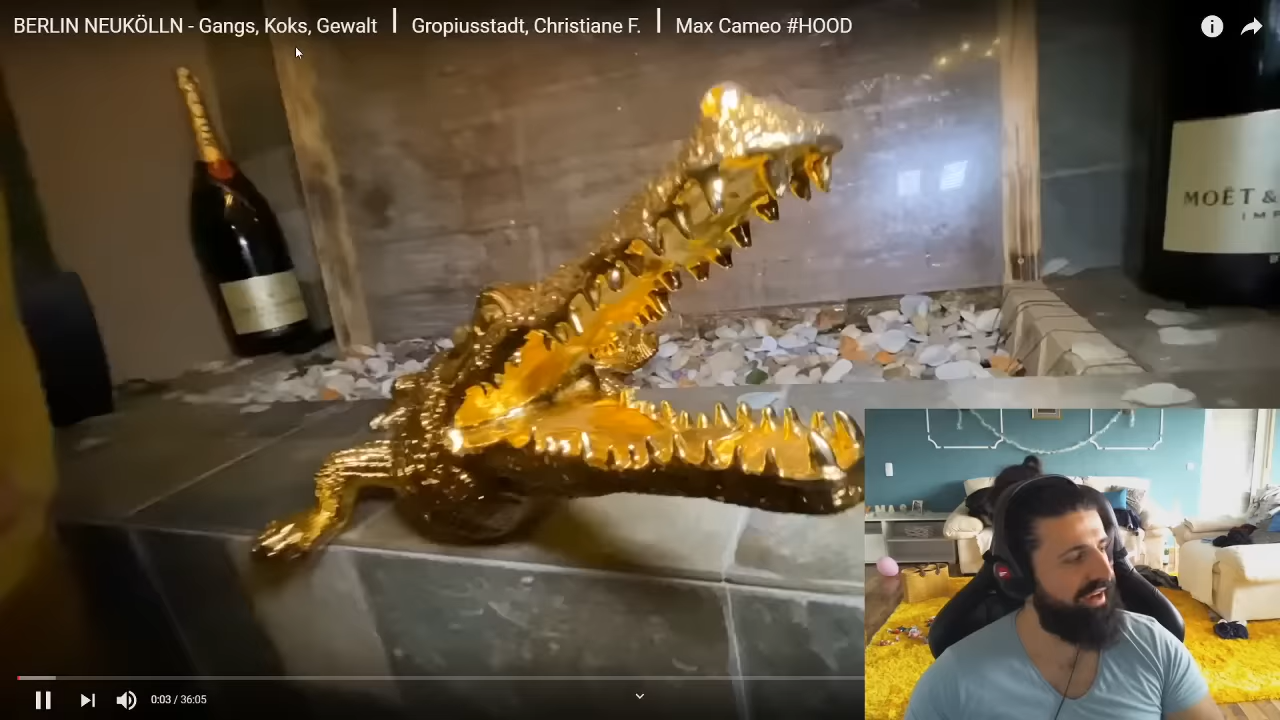 BERLIN NEUKÖLLN - Gangs, Koks, Gewalt | Gropiusstadt, Christiane F. | Max Cameo #HOOD
MOËT &
IMP
0:03 / 36:05